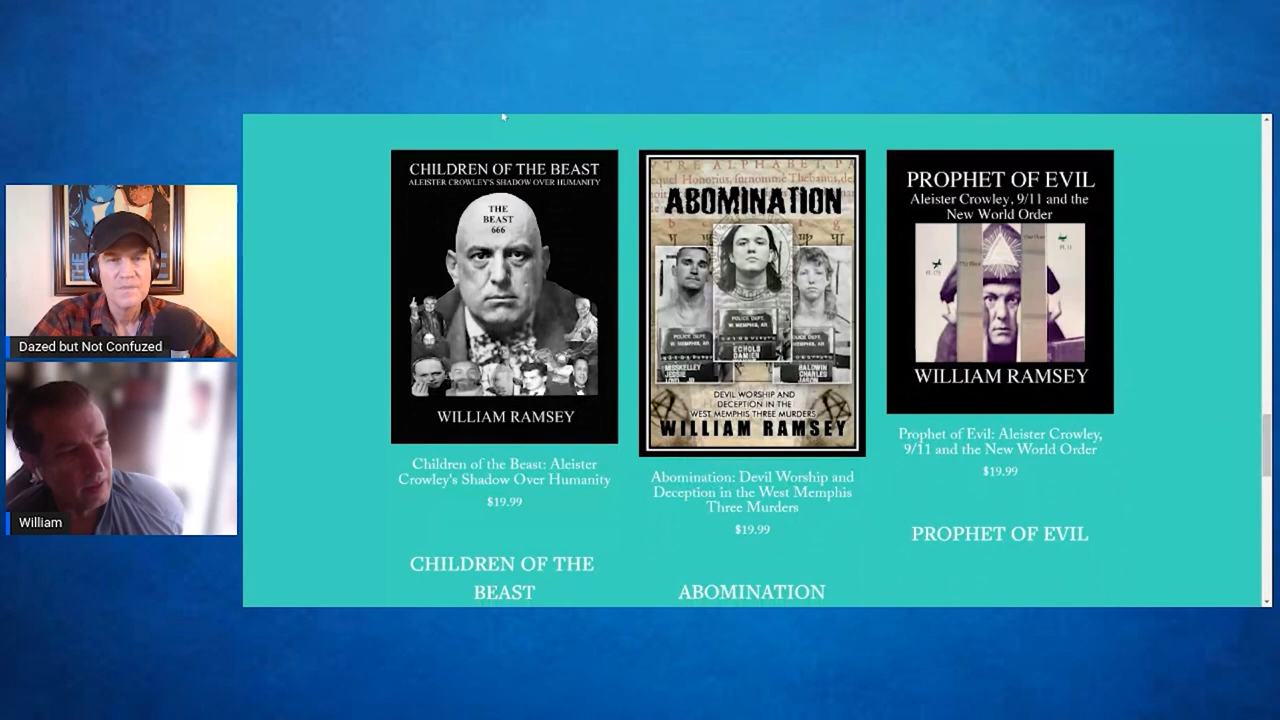 Dazed but Not Confuzed
William
CHILDREN OF THE BEAST
ALEISTER CROWLEY'S SHADOW OVER HUMANITY
THE
BEAST
666
WILLIAM RAMSEY
Children of the Beast: Aleister
Crowley's Shadow Over Humanity
$19.99
CHILDREN OF THE
BEAST
ABOMINATION
POLICE DEPT.
W. MEMPHIS, AR
ECHOLS
DAMIEN
MISSKELLEY
JESSIE
BALDWIN
CHARLES
JASON
DEVIL WORSHIP AND
DECEPTION IN THE
WEST MEMPHIS THREE MURDERS
WILLIAM RAMSEY
Abomination: Devil Worship and
Deception in the West Memphis
Three Murders
$19.99
ABOMINATION
PROPHET OF EVIL
Aleister Crowley, 9/11 and the
New World Order
WILLIAM RAMSEY
Prophet of Evil: Aleister Crowley,
9/11 and the New World Order
$19.99
PROPHET OF EVIL